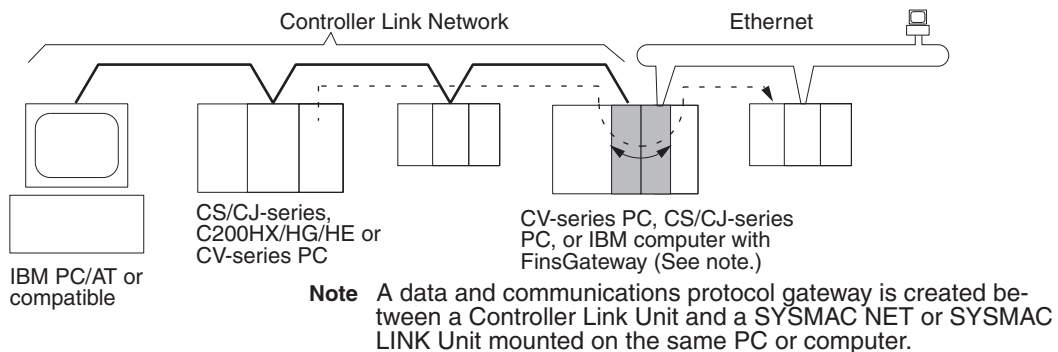 Controller Link Network
Ethernet
IBM PC/AT or
compatible
CS/CJ-series,
C200HX/HG/HE or
CV-series PC
CV-series PC, CS/CJ-series
PC, or IBM computer with
FinsGateway (See note.)
Note A data and communications protocol gateway is created be-
tween a Controller Link Unit and a SYSMAC NET or SYSMAC
LINK Unit mounted on the same PC or computer.